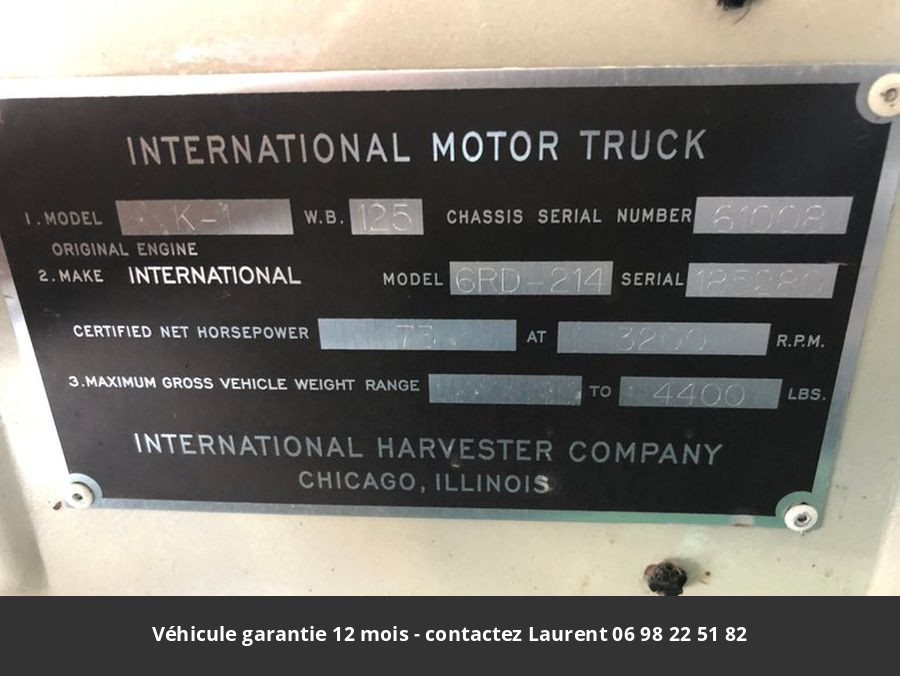 INTERNATIONAL MOTOR TRUCK
1. MODEL K-1 W.B. 125 CHASSIS SERIAL NUMBER 61008
ORIGINAL ENGINE
2. MAKE INTERNATIONAL MODEL 6RD-214 SERIAL
CERTIFIED NET HORSEPOWER 73 AT 3200 R.P.M.
3. MAXIMUM GROSS VEHICLE WEIGHT RANGE TO 4400 LBS.
INTERNATIONAL HARVESTER COMPANY
CHICAGO, ILLINOIS
Véhicule garantie 12 mois - contactez Laurent 06 98 22 51 82